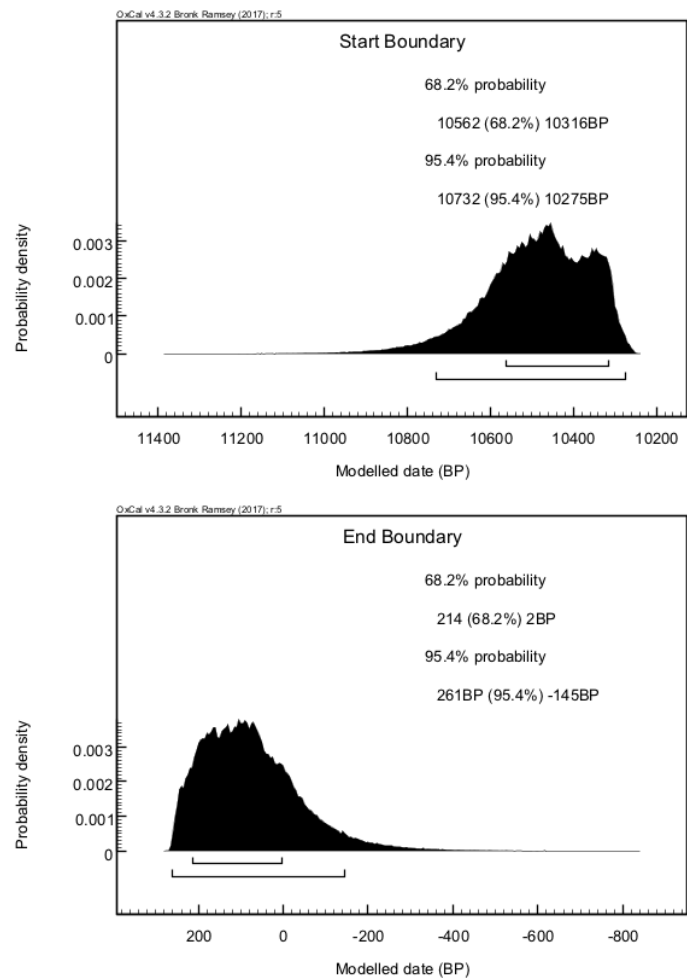 OxCal v4.3.2 Bronk Ramsey (2017); r:5
Start Boundary
68.2% probability
10562 (68.2%) 10316BP
95.4% probability
10732 (95.4%) 10275BP
Probability density
0.003
0.002
0.001
0
11400 11200 11000 10800 10600 10400 10200
Modelled date (BP)
OxCal v4.3.2 Bronk Ramsey (2017); r:5
End Boundary
68.2% probability
214 (68.2%) 2BP
95.4% probability
261BP (95.4%) -145BP
Probability density
0.003
0.002
0.001
0
200 0 -200 -400 -600 -800
Modelled date (BP)